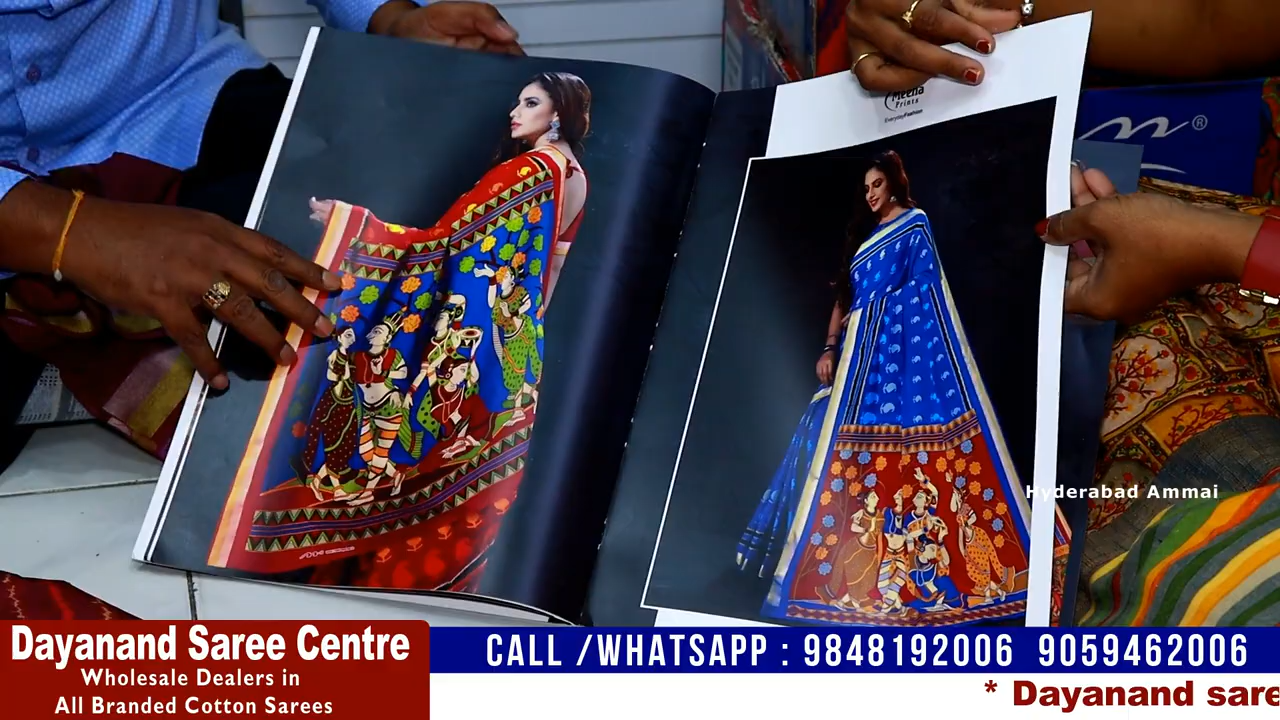 Meena
Prints
EverydayFashion
®
Hyderabad Ammai
Dayanand Saree Centre
Wholesale Dealers in
All Branded Cotton Sarees
CALL /WHATSAPP : 9848192006 9059462006
* Dayanand sare